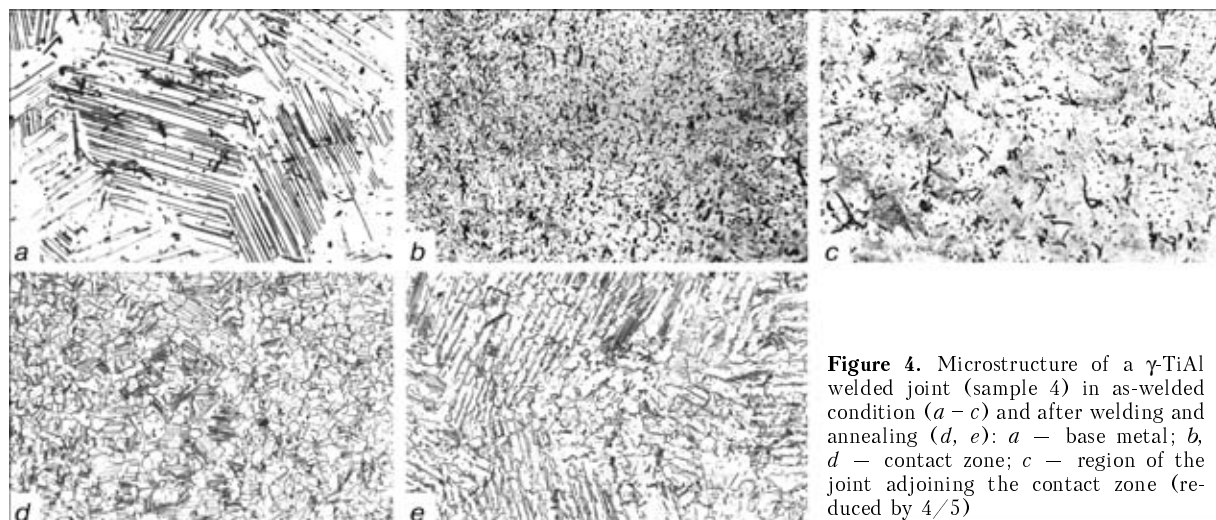 a
b
c
d
e
Figure 4. Microstructure of a γ-TiAl
welded joint (sample 4) in as-welded
condition (a – c) and after welding and
annealing (d, e): a — base metal; b,
d — contact zone; c — region of the
joint adjoining the contact zone (re-
duced by 4/5)